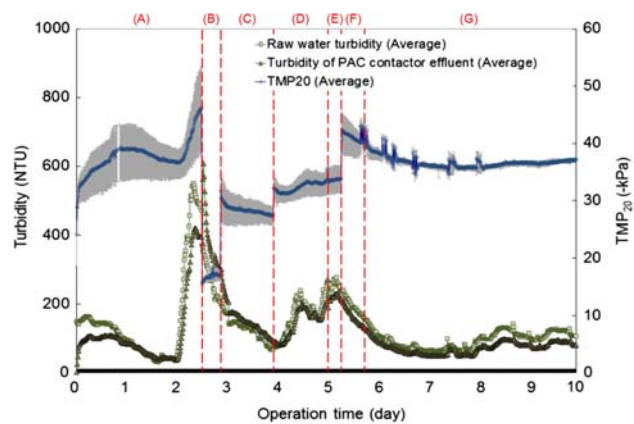 (A) (B) (C) (D) (E) (F) (G)
Raw water turbidity (Average)
Turbidity of PAC contactor effluent (Average)
TMP20 (Average)
Turbidity (NTU)
1000
800
600
400
200
0
TMP20 (-kPa)
60
50
40
30
20
10
0
0 1 2 3 4 5 6 7 8 9 10
Operation time (day)